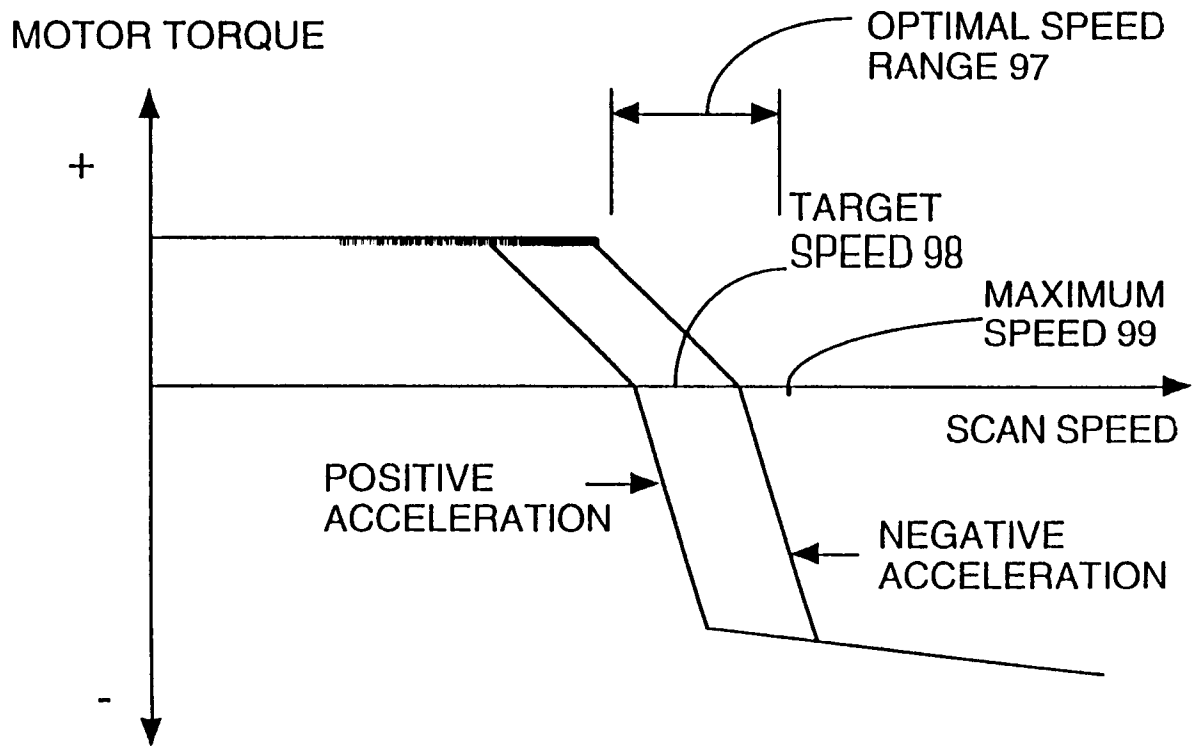 MOTOR TORQUE
OPTIMAL SPEED
RANGE 97
+
TARGET
SPEED 98
MAXIMUM
SPEED 99
SCAN SPEED
POSITIVE
ACCELERATION
NEGATIVE
ACCELERATION
-